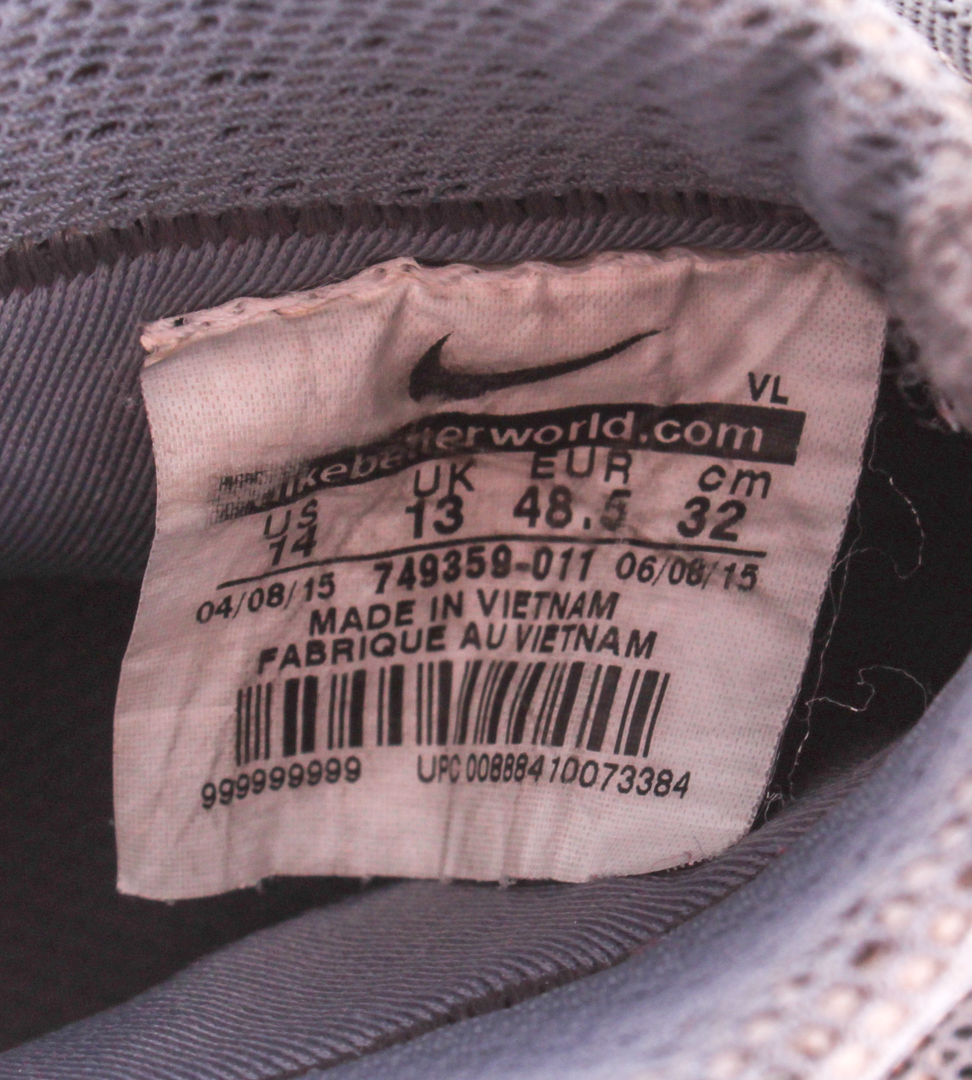 VL
nikebetterworld.com
US UK EUR cm
14 13 48.5 32
04/08/15 749359-011 06/08/15
MADE IN VIETNAM
FABRIQUE AU VIETNAM
999999999 UPC 00888410073384